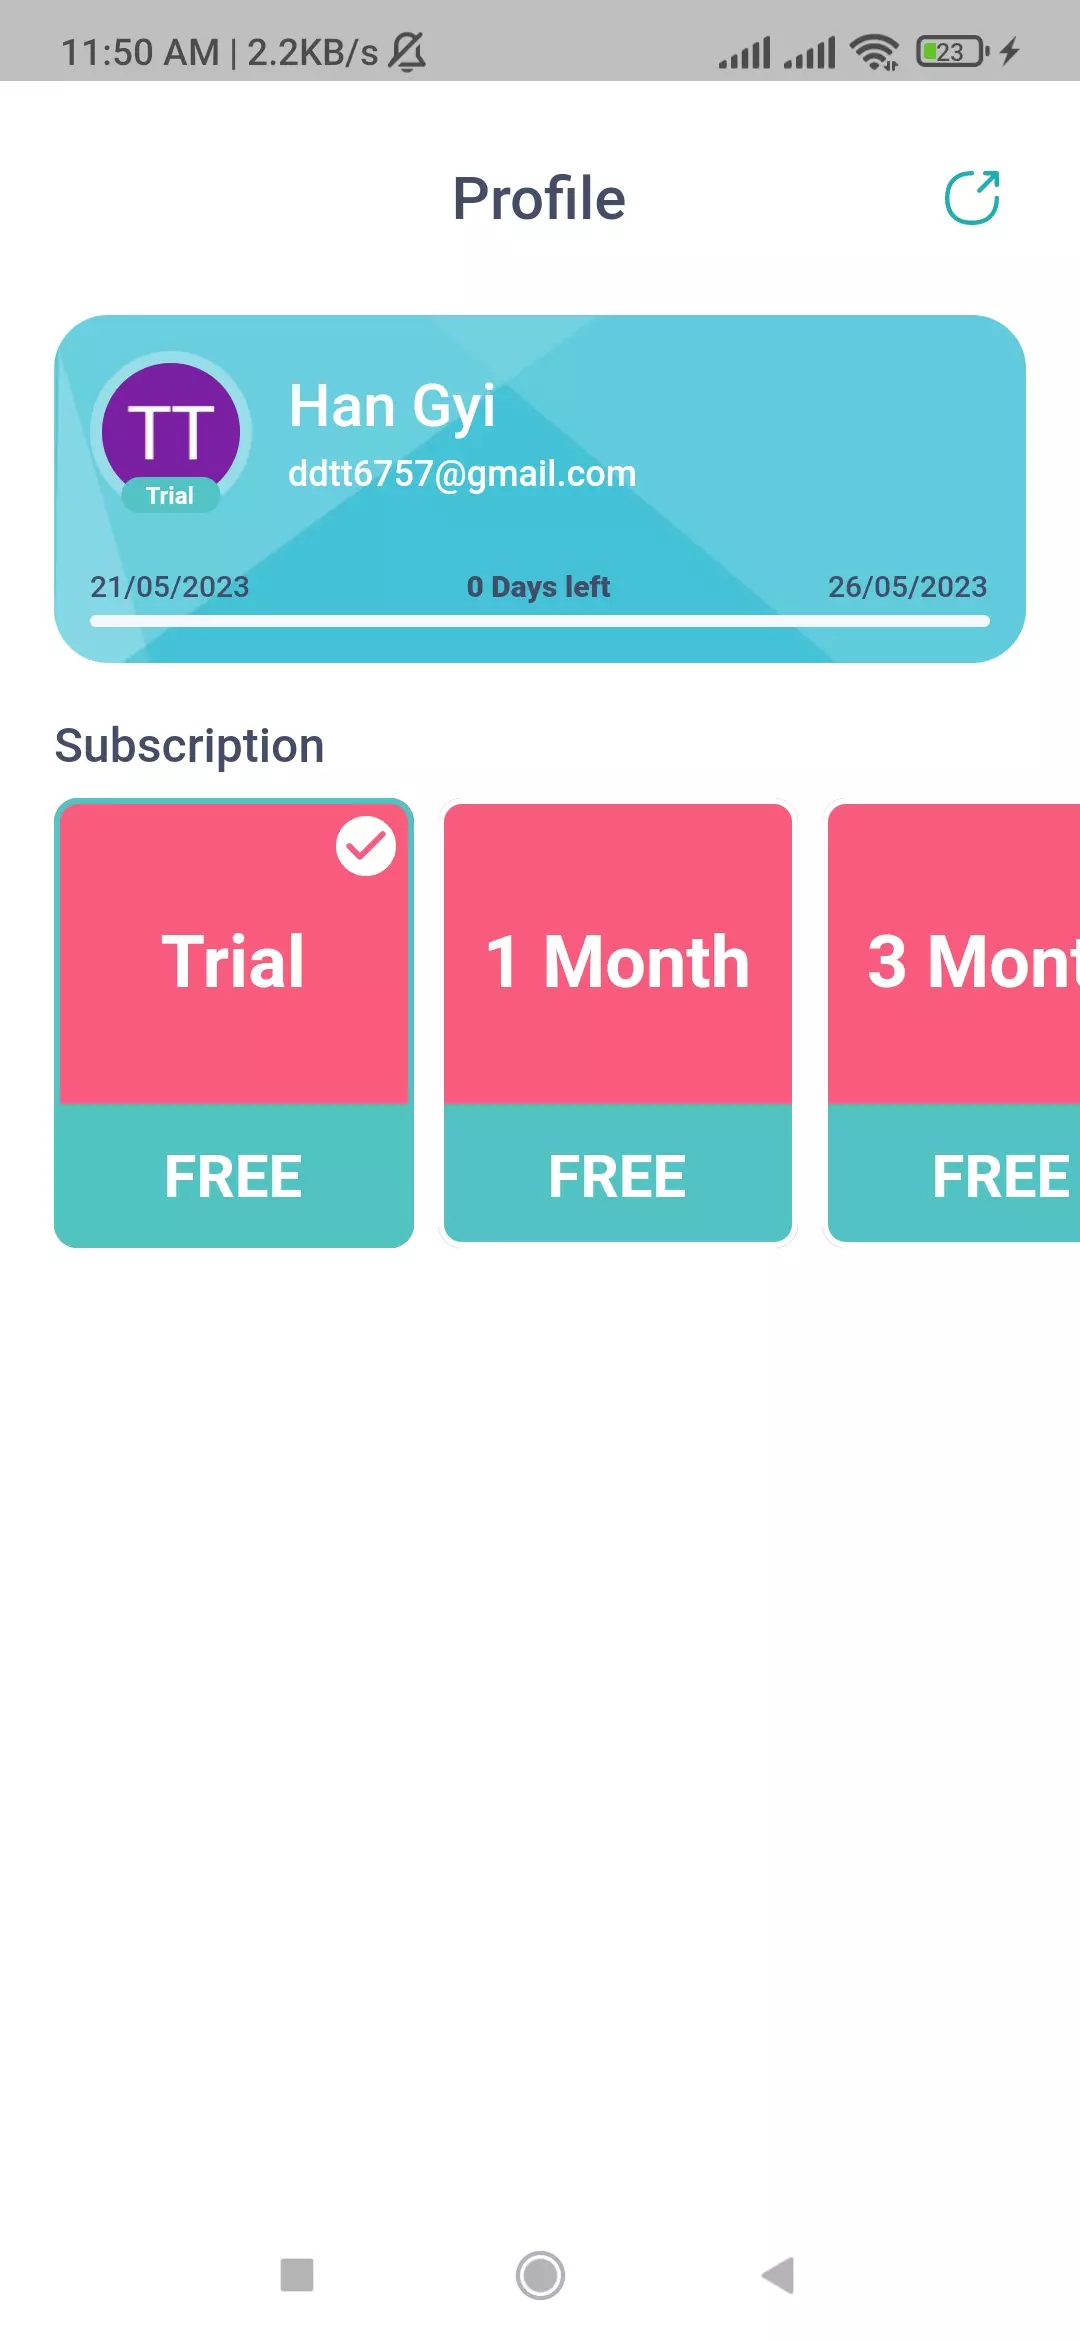 11:50 AM | 2.2KB/s
23
Profile
TT
Han Gyi
ddtt6757@gmail.com
Trial
21/05/2023 0 Days left 26/05/2023
Subscription
Trial 1 Month 3 Mont
FREE FREE FREE